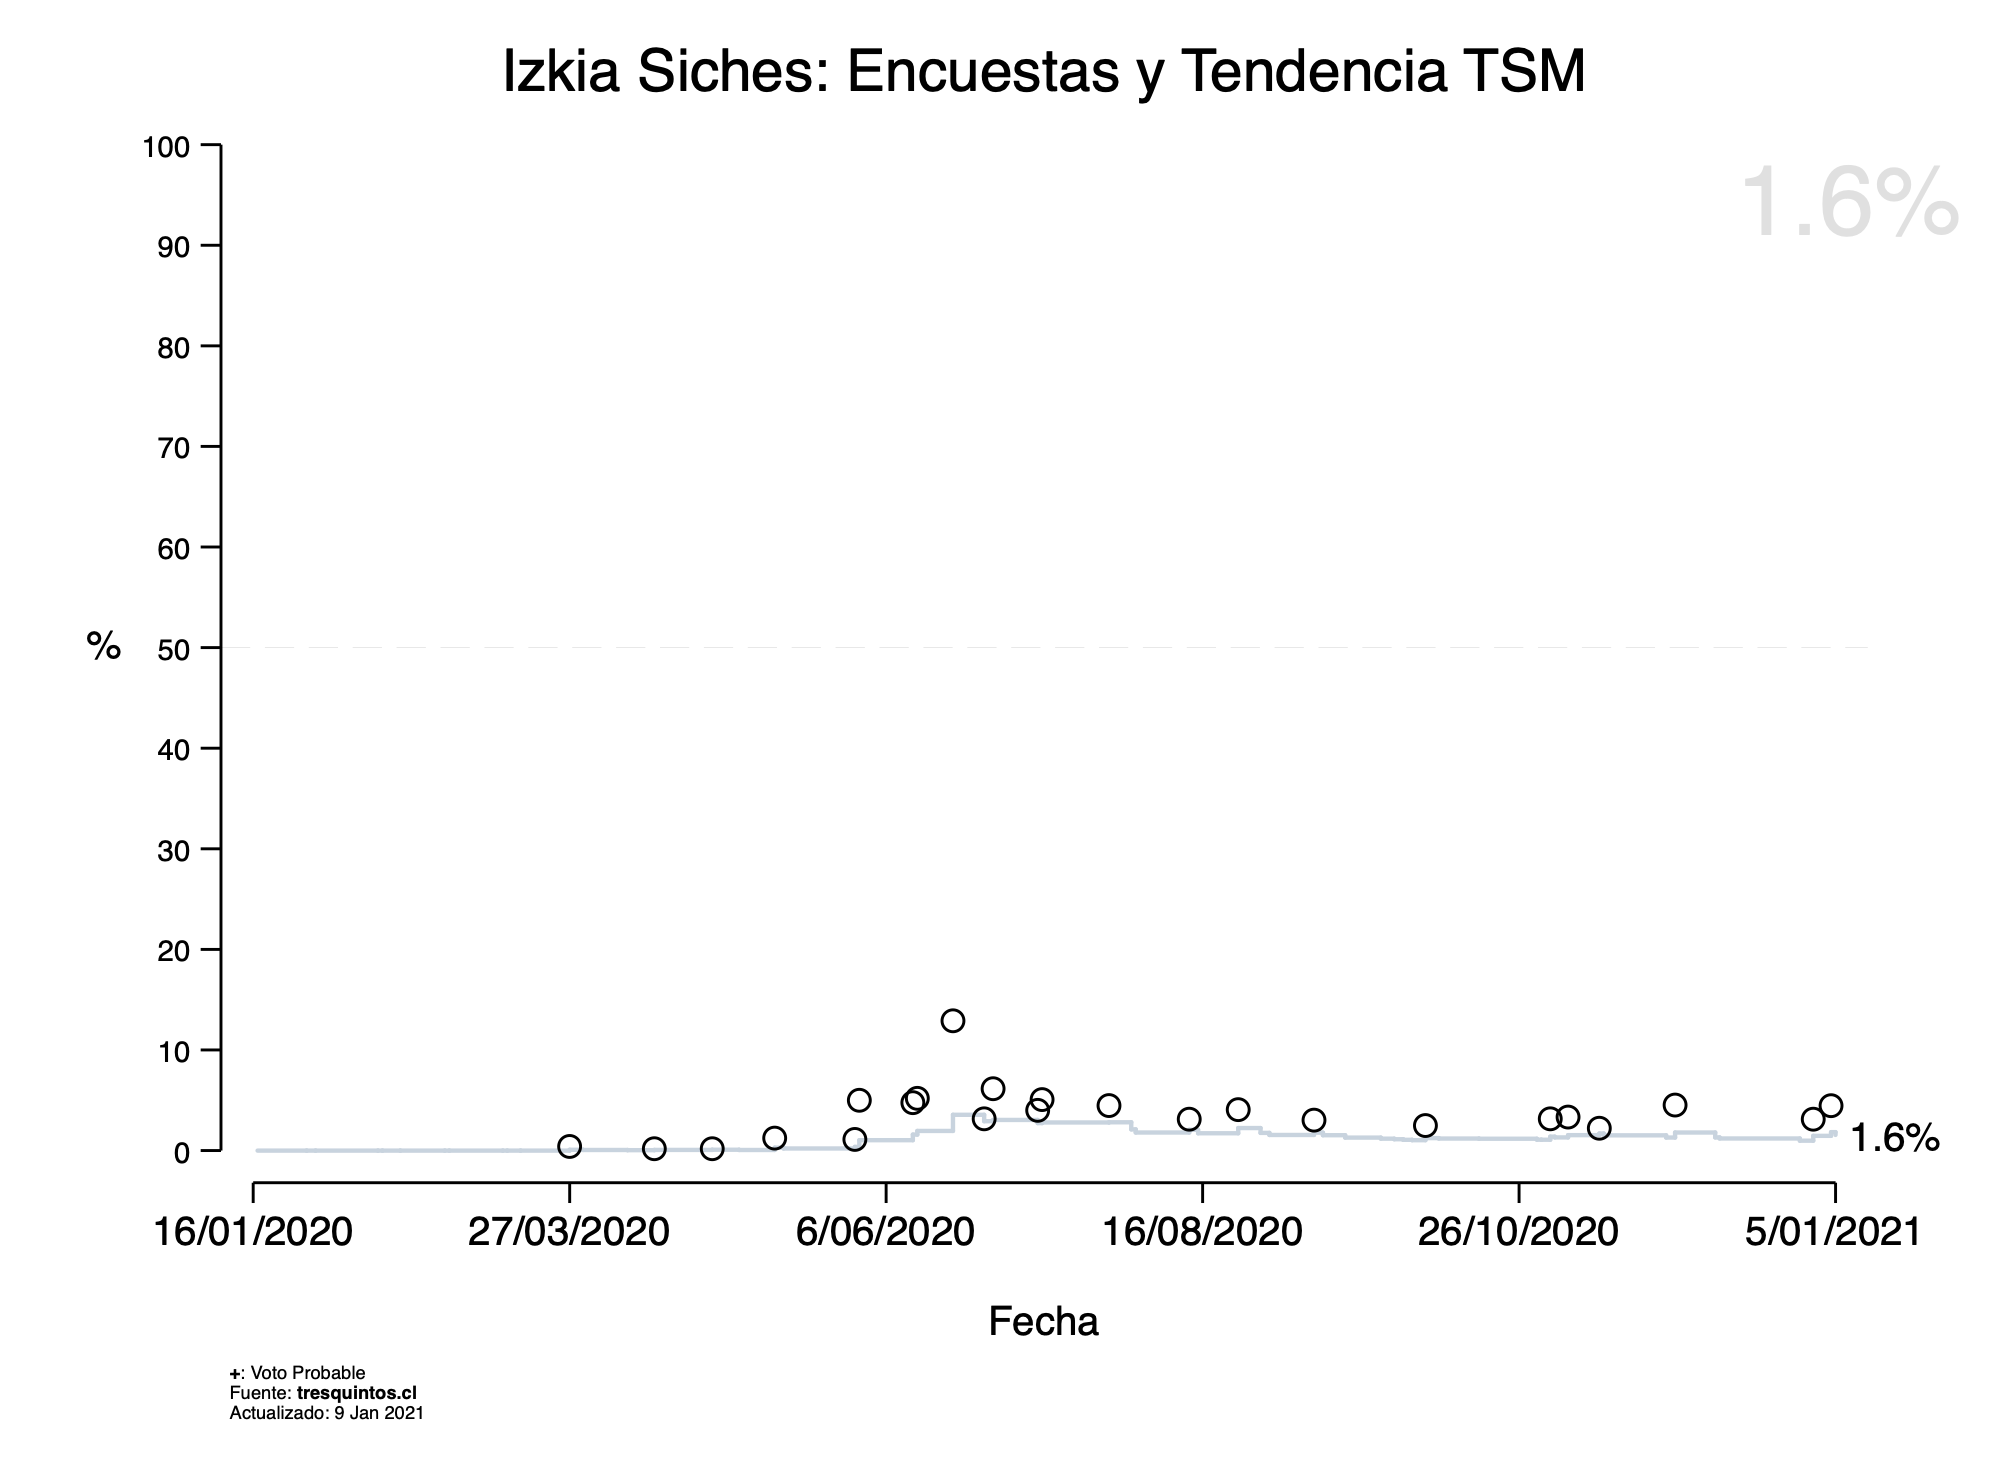 Izkia Siches: Encuestas y Tendencia TSM
1.6%
100
90
80
70
60
50
40
30
20
10
0
%
1.6%
16/01/2020 27/03/2020 6/06/2020 16/08/2020 26/10/2020 5/01/2021
Fecha
+: Voto Probable
Fuente: tresquintos.cl
Actualizado: 9 Jan 2021